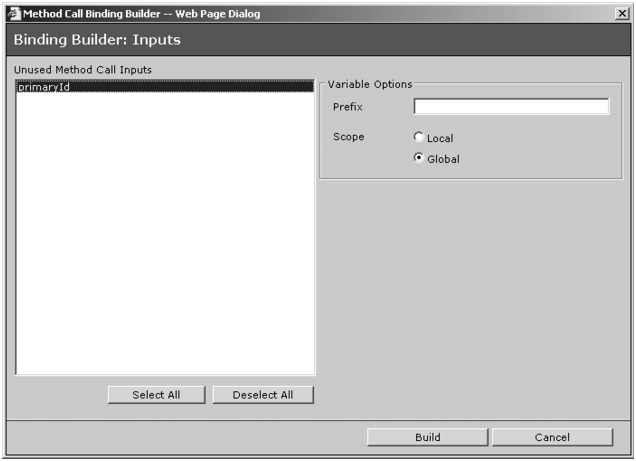 Method Call Binding Builder -- Web Page Dialog
Binding Builder: Inputs
Unused Method Call Inputs
primaryId
Variable Options
Prefix
Scope
Local
Global
Select All
Deselect All
Build
Cancel